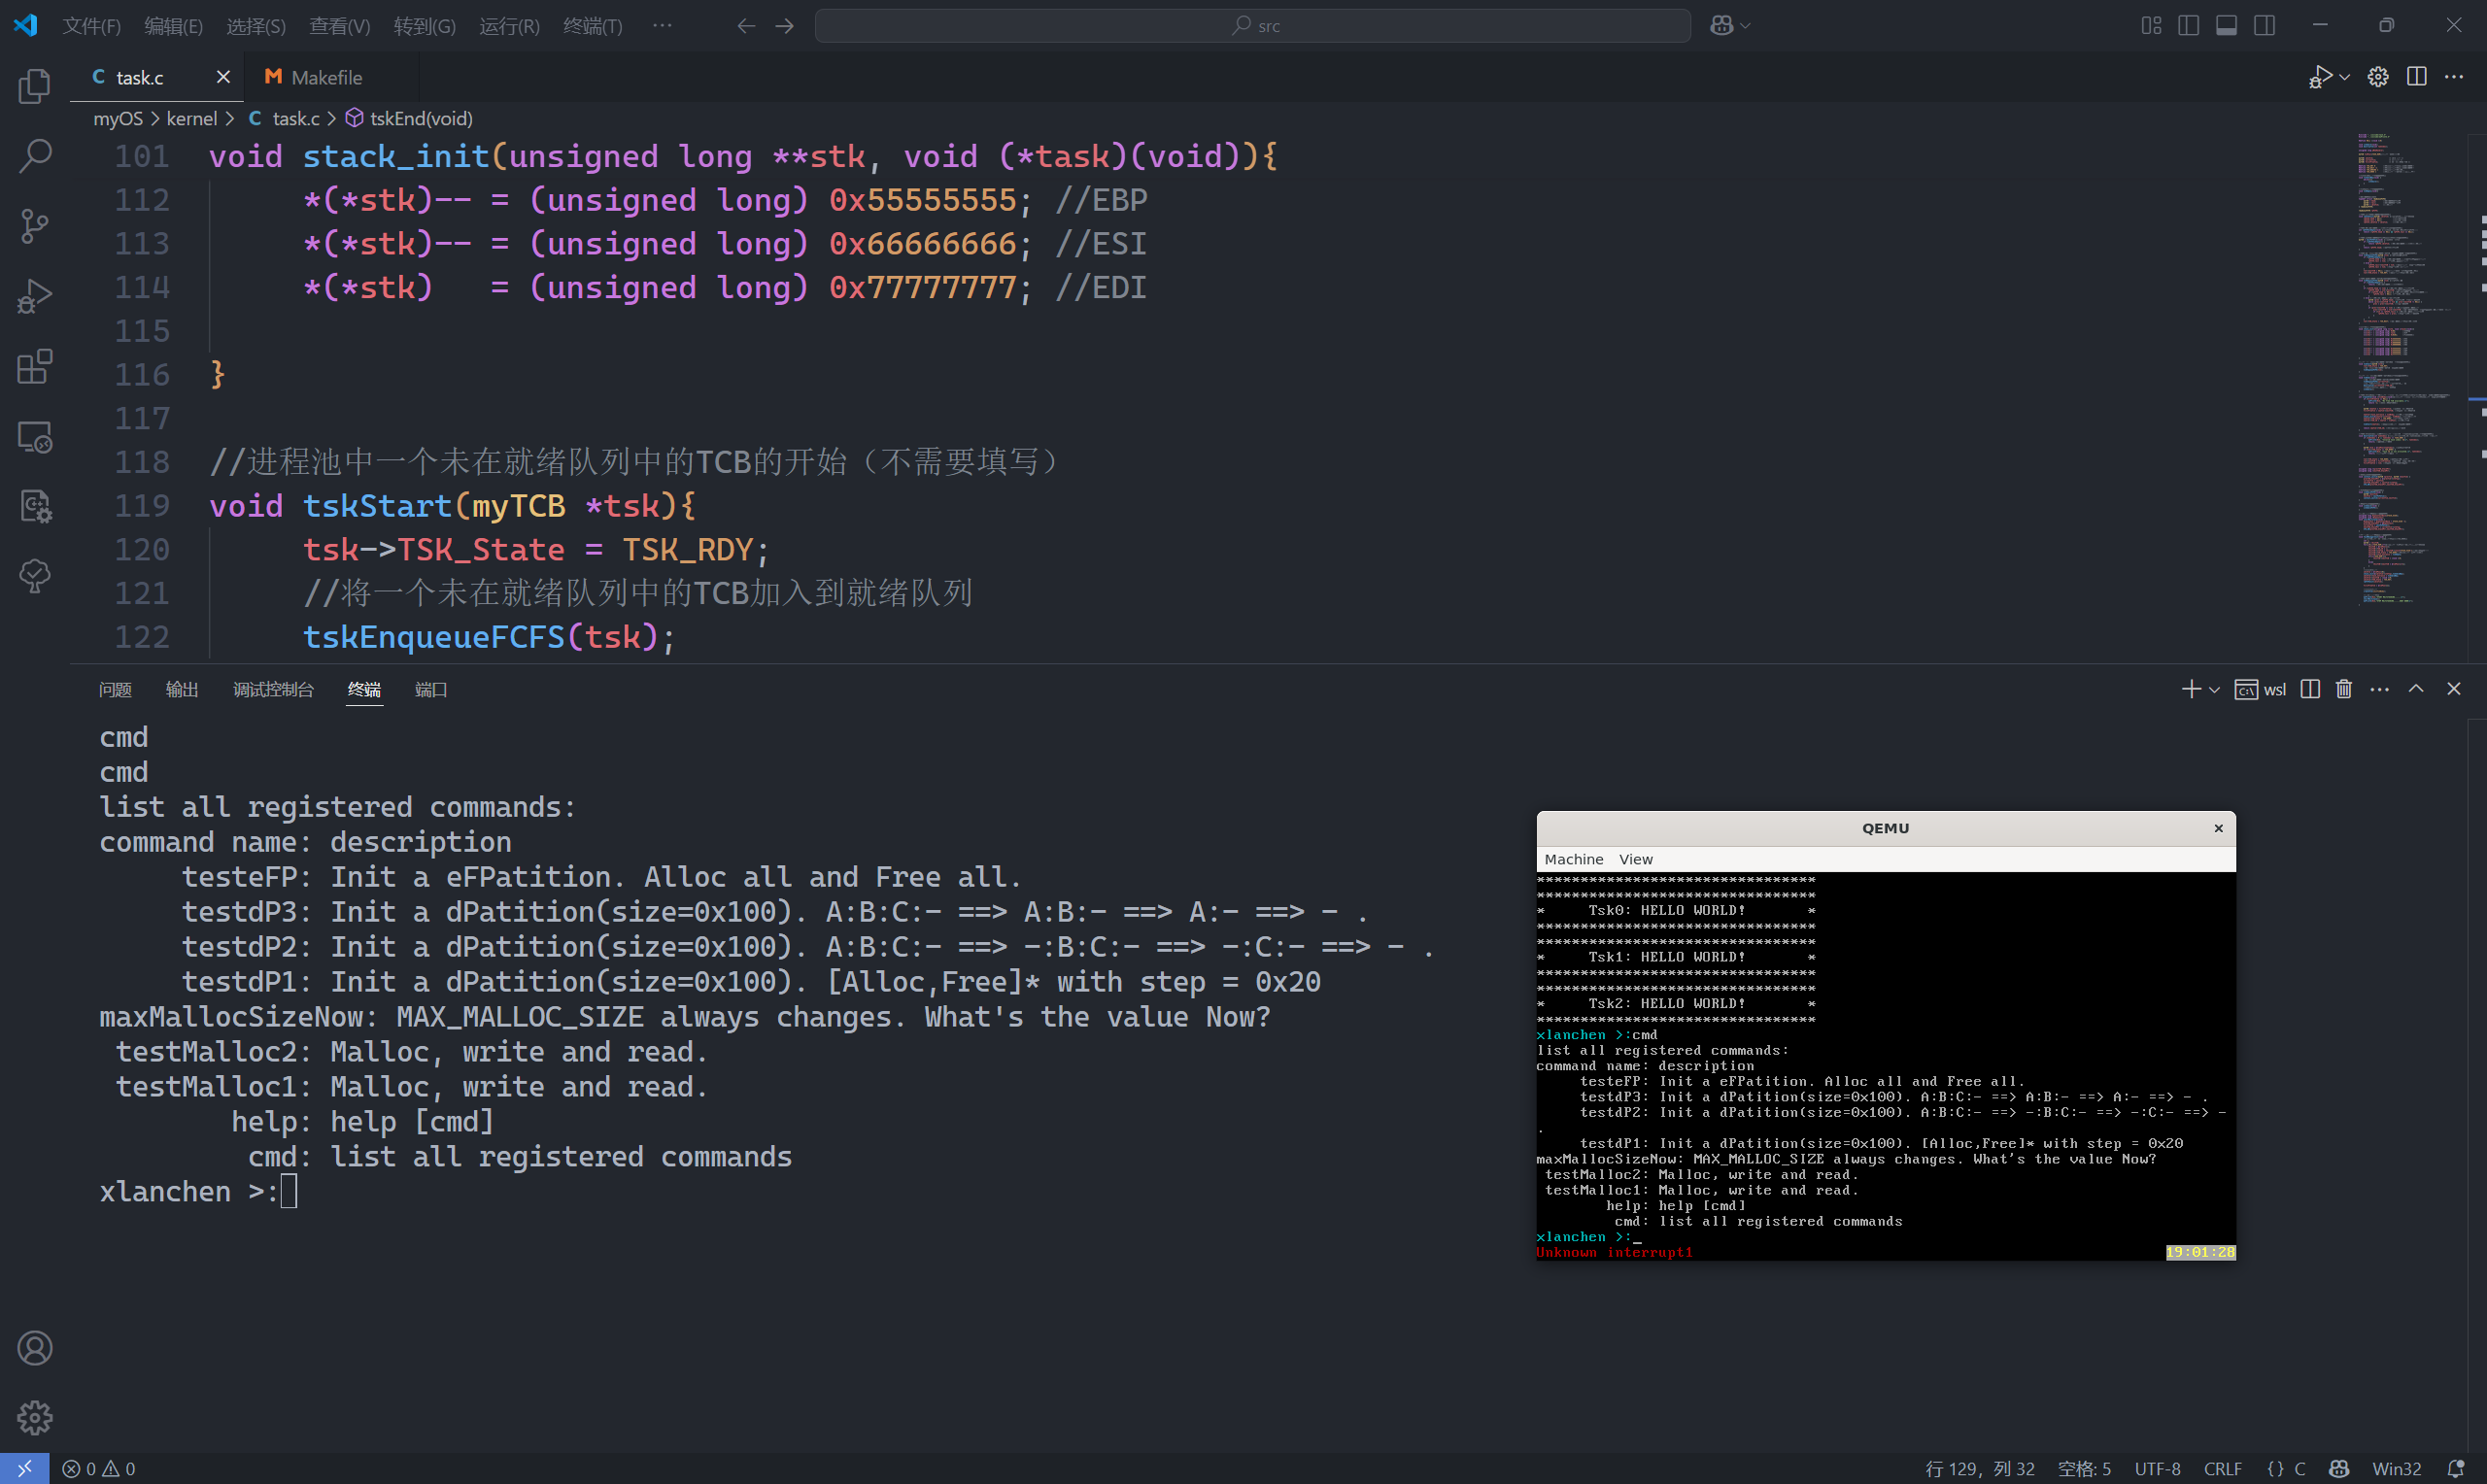 文件(F) 编辑(E) 选择(S) 查看(V) 转到(G) 运行(R) 终端(T) ··· src
task.c Makefile
myOS > kernel > C task.c > tskEnd(void)
101 void stack_init(unsigned long **stk, void (*task)(void)){
112 *(*stk)-- = (unsigned long) 0x55555555; //EBP
113 *(*stk)-- = (unsigned long) 0x66666666; //ESI
114 *(*stk)   = (unsigned long) 0x77777777; //EDI
115
116 }
117
118 //进程池中一个未在就绪队列中的TCB的开始（不需要填写）
119 void tskStart(myTCB *tsk){
120 tsk->TSK_State = TSK_RDY;
121 //将一个未在就绪队列中的TCB加入到就绪队列
122 tskEnqueueFCFS(tsk);
问题 输出 调试控制台 终端 端口 wsl
cmd
cmd
list all registered commands:
command name: description
testeFP: Init a eFPatition. Alloc all and Free all.
testdP3: Init a dPatition(size=0x100). A:B:C:- ==> A:B:- ==> A:- ==> - .
testdP2: Init a dPatition(size=0x100). A:B:C:- ==> -:B:C:- ==> -:C:- ==> - .
testdP1: Init a dPatition(size=0x100). [Alloc,Free]* with step = 0x20
maxMallocSizeNow: MAX_MALLOC_SIZE always changes. What's the value Now?
testMalloc2: Malloc, write and read.
testMalloc1: Malloc, write and read.
help: help [cmd]
cmd: list all registered commands
xlanchen >:
QEMU
Machine View
********************************
********************************
* Tsk0: HELLO WORLD! *
********************************
********************************
* Tsk1: HELLO WORLD! *
********************************
********************************
* Tsk2: HELLO WORLD! *
********************************
xlanchen >:cmd
list all registered commands:
command name: description
testeFP: Init a eFPatition. Alloc all and Free all.
testdP3: Init a dPatition(size=0x100). A:B:C:- ==> A:B:- ==> A:- ==> - .
testdP2: Init a dPatition(size=0x100). A:B:C:- ==> -:B:C:- ==> -:C:- ==> -
.
testdP1: Init a dPatition(size=0x100). [Alloc,Free]* with step = 0x20
maxMallocSizeNow: MAX_MALLOC_SIZE always changes. What's the value Now?
testMalloc2: Malloc, write and read.
testMalloc1: Malloc, write and read.
help: help [cmd]
cmd: list all registered commands
xlanchen >:_
Unknown interrupt1 19:01:28
0 0 行 129，列 32 空格: 5 UTF-8 CRLF {} C Win32